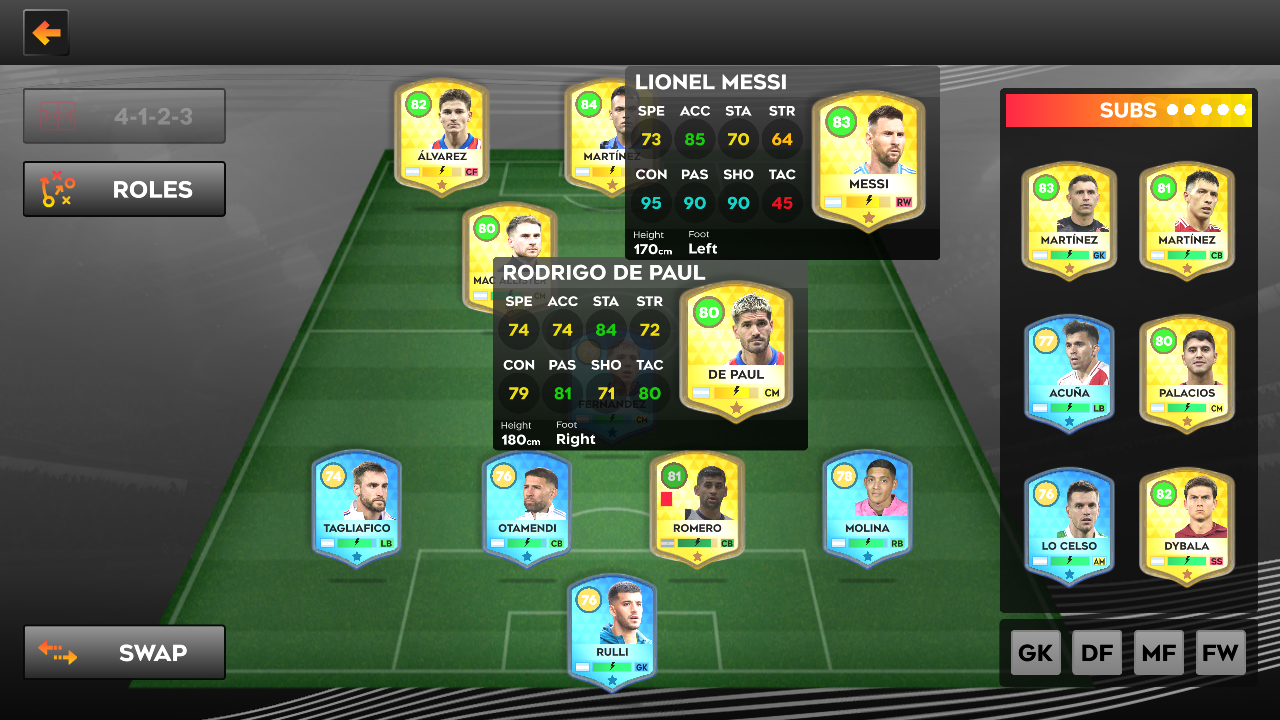 4-1-2-3
ROLES
SWAP
82
ÁLVAREZ
CF
84
MARTÍNEZ
LIONEL MESSI
SPE ACC STA STR
73 85 70 64
CON PAS SHO TAC
95 90 90 45
Height Foot
170cm Left
83
MESSI
RW
80
MAC ALLISTER
CM
RODRIGO DE PAUL
SPE ACC STA STR
74 74 84 72
CON PAS SHO TAC
79 81 71 80
Height Foot
180cm Right
80
DE PAUL
CM
FERNÁNDEZ
CM
74
TAGLIAFICO
LB
76
OTAMENDI
CB
81
ROMERO
CB
78
MOLINA
RB
76
RULLI
GK
SUBS
83
MARTÍNEZ
GK
81
MARTÍNEZ
CB
77
ACUÑA
LB
80
PALACIOS
CM
76
LO CELSO
AM
82
DYBALA
SS
GK DF MF FW